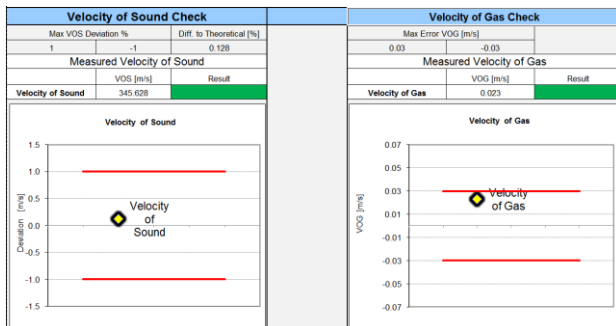 Velocity of Sound Check
Max VOS Deviation % Diff. to Theoretical [%]
1 -1 0.128
Measured Velocity of Sound
VOS [m/s] Result
Velocity of Sound 345.628
Velocity of Sound
1.5
1.0
0.5
0.0
-0.5
-1.0
-1.5
Deviation [m/s]
Velocity
of
Sound
Velocity of Gas Check
Max Error VOG [m/s]
0.03 -0.03
Measured Velocity of Gas
VOG [m/s] Result
Velocity of Gas 0.023
Velocity of Gas
0.07
0.05
0.03
0.01
-0.01
-0.03
-0.05
-0.07
VOG [m/s]
Velocity
of Gas